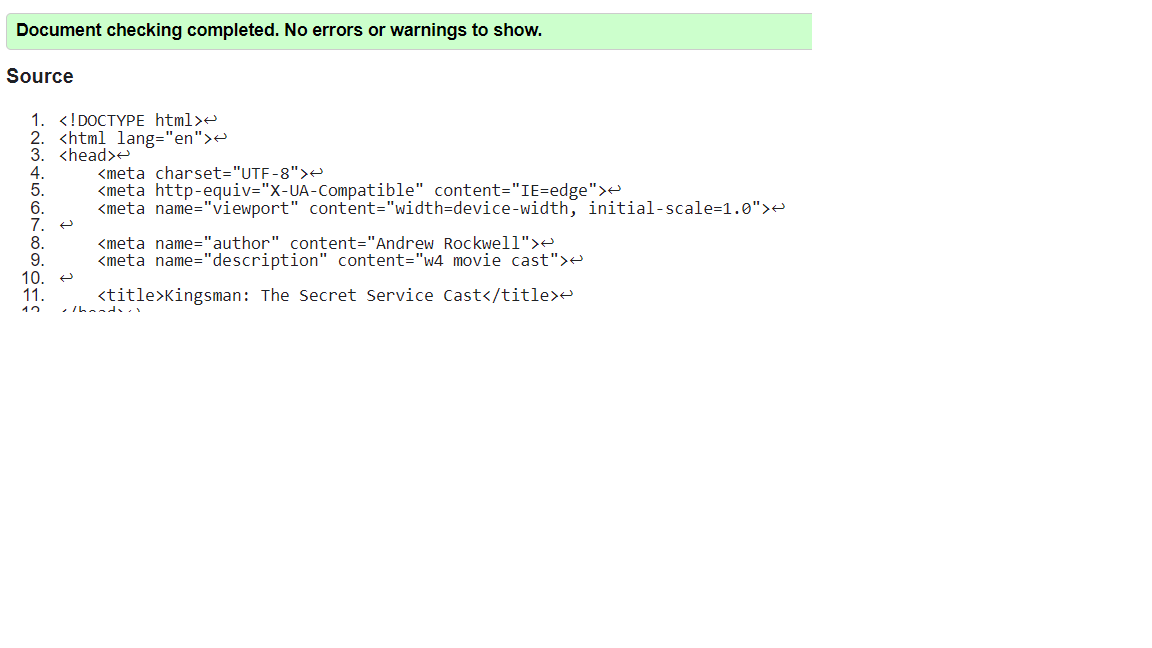 Document checking completed. No errors or warnings to show.
Source
1. <!DOCTYPE html>↩
2. <html lang="en">↩
3. <head>↩
4.     <meta charset="UTF-8">↩
5.     <meta http-equiv="X-UA-Compatible" content="IE=edge">↩
6.     <meta name="viewport" content="width=device-width, initial-scale=1.0">↩
7. ↩
8.     <meta name="author" content="Andrew Rockwell">↩
9.     <meta name="description" content="w4 movie cast">↩
10. ↩
11.     <title>Kingsman: The Secret Service Cast</title>↩